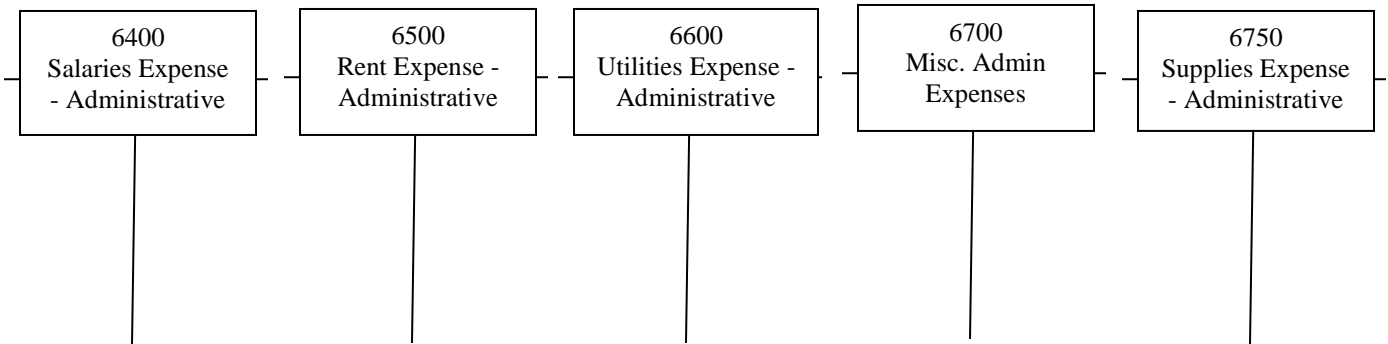 6400
Salaries Expense
- Administrative
6500
Rent Expense -
Administrative
6600
Utilities Expense -
Administrative
6700
Misc. Admin
Expenses
6750
Supplies Expense
- Administrative